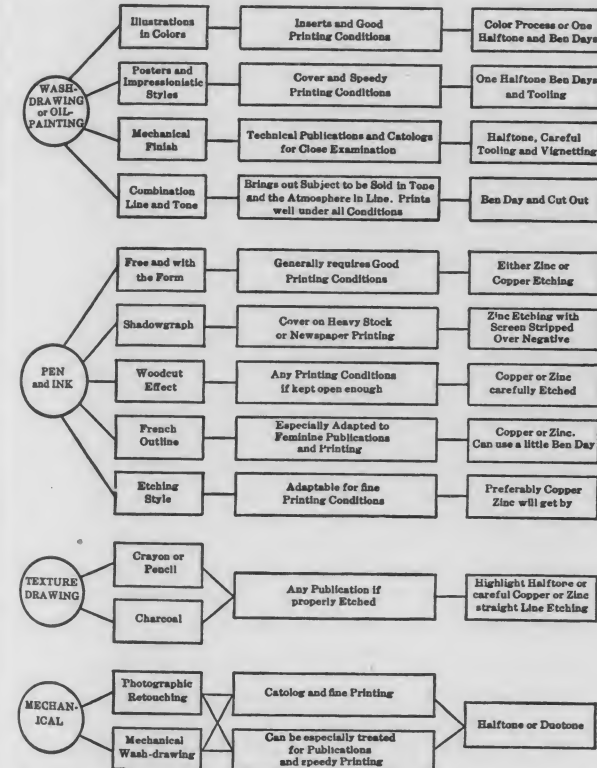 Illustrations
in Colors
Inserts and Good
Printing Conditions
Color Process or One
Halftone and Ben Days
WASH-
DRAWING
or OIL-
PAINTING
Posters and
Impressionistic
Styles
Cover and Speedy
Printing Conditions
One Halftone Ben Days
and Tooling
Mechanical
Finish
Technical Publications and Catologs
for Close Examination
Halftone, Careful
Tooling and Vignetting
Combination
Line and Tone
Brings out Subject to be Sold in Tone
and the Atmosphere in Line. Prints
well under all Conditions
Ben Day and Cut Out
PEN
and INK
Free and with
the Form
Generally requires Good
Printing Conditions
Either Zinc or
Copper Etching
Shadowgraph
Cover on Heavy Stock
or Newspaper Printing
Zinc Etching with
Screen Stripped
Over Negative
Woodcut
Effect
Any Printing Conditions
if kept open enough
Copper or Zinc
carefully Etched
French
Outline
Especially Adapted to
Feminine Publications
and Printing
Copper or Zinc.
Can use a little Ben Day
Etching
Style
Adaptable for fine
Printing Conditions
Preferably Copper
Zinc will get by
TEXTURE
DRAWING
Crayon or
Pencil
Charcoal
Any Publication if
properly Etched
Highlight Halftone or
careful Copper or Zinc
straight Line Etching
MECHAN-
ICAL
Photographic
Retouching
Catalog and fine Printing
Mechanical
Wash-drawing
Can be especially treated
for Publications
and speedy Printing
Halftone or Duotone